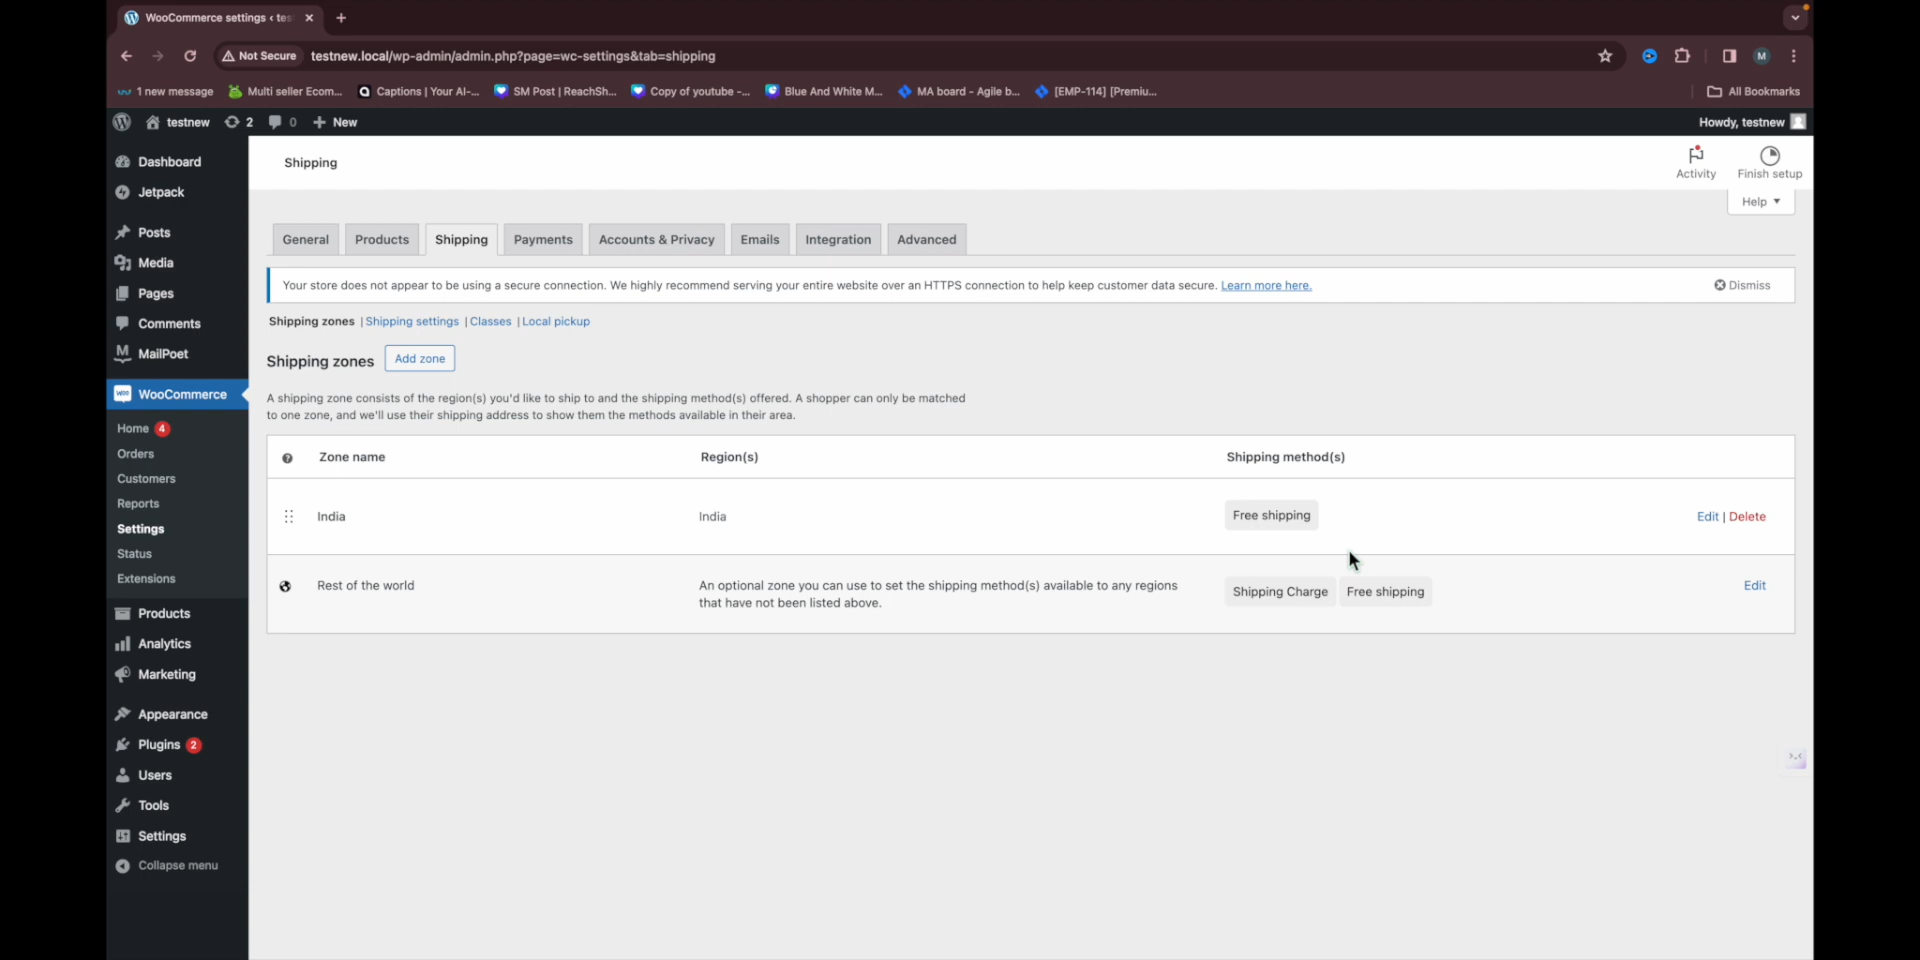 WooCommerce settings ‹ tes
Not Secure
testnew.local/wp-admin/admin.php?page=wc-settings&tab=shipping
M
1 new message
Multi seller Ecom...
Captions | Your AI-...
SM Post | ReachSh...
Copy of youtube -...
Blue And White M...
MA board - Agile b...
[EMP-114] [Premiu...
All Bookmarks
testnew
2
0
New
Howdy, testnew
Dashboard
Jetpack
Posts
Media
Pages
Comments
MailPoet
WooCommerce
Home 4
Orders
Customers
Reports
Settings
Status
Extensions
Products
Analytics
Marketing
Appearance
Plugins 2
Users
Tools
Settings
Collapse menu
Shipping
Activity
Finish setup
Help
General
Products
Shipping
Payments
Accounts & Privacy
Emails
Integration
Advanced
Your store does not appear to be using a secure connection. We highly recommend serving your entire website over an HTTPS connection to help keep customer data secure. Learn more here.
Dismiss
Shipping zones | Shipping settings | Classes | Local pickup
Shipping zones
Add zone
A shipping zone consists of the region(s) you'd like to ship to and the shipping method(s) offered. A shopper can only be matched
to one zone, and we'll use their shipping address to show them the methods available in their area.
Zone name
Region(s)
Shipping method(s)
India
India
Free shipping
Edit | Delete
Rest of the world
An optional zone you can use to set the shipping method(s) available to any regions
that have not been listed above.
Shipping Charge
Free shipping
Edit